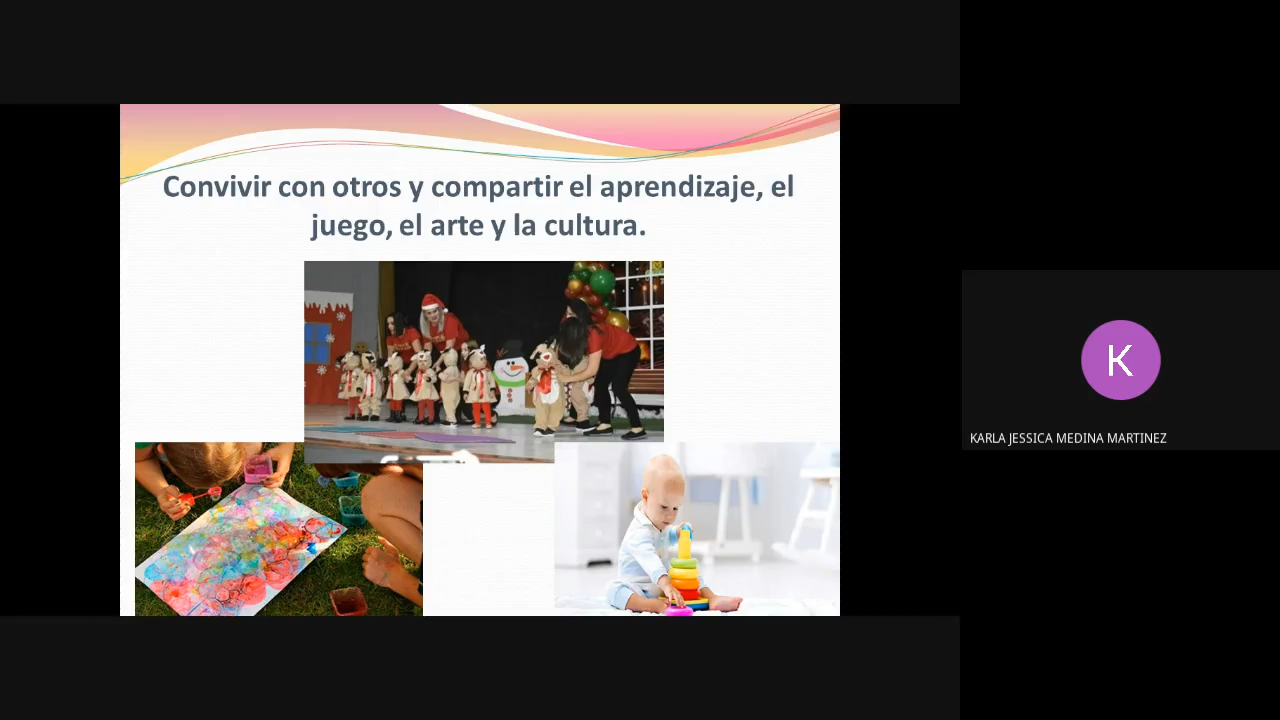 Convivir con otros y compartir el aprendizaje, el
juego, el arte y la cultura.
K
KARLA JESSICA MEDINA MARTINEZ